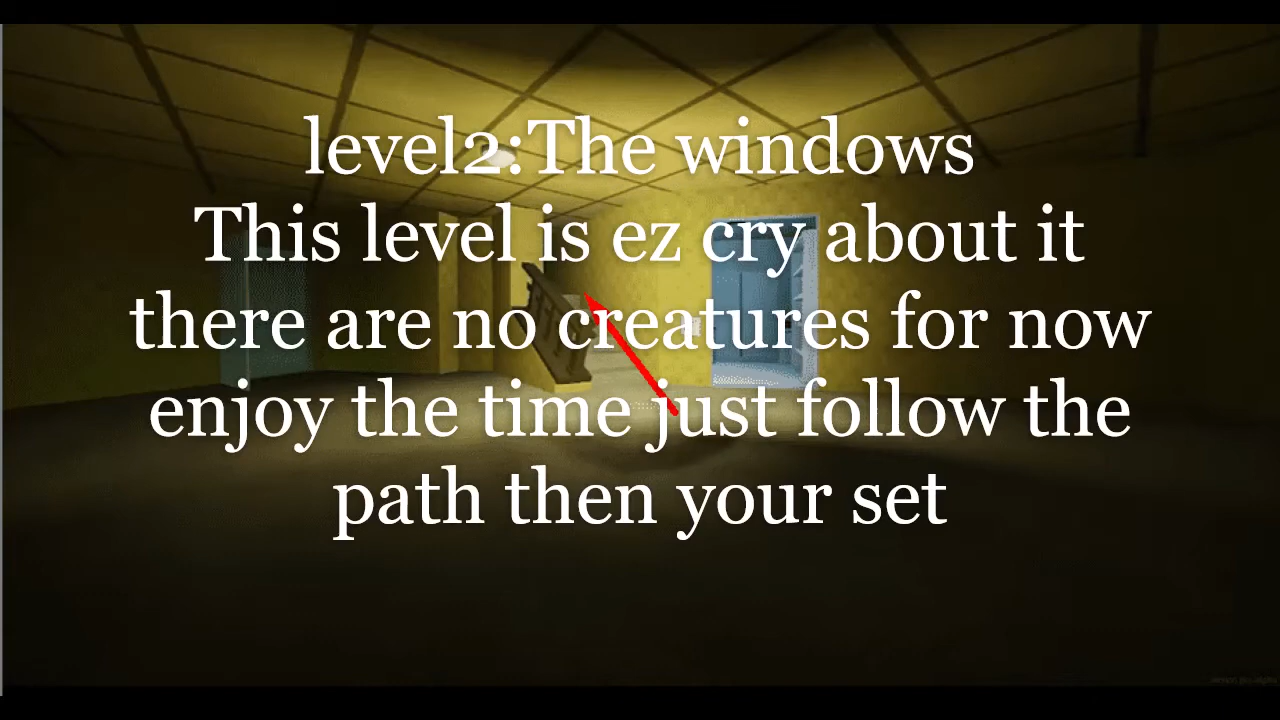 level2:The windows
This level is ez cry about it
there are no creatures for now
enjoy the time just follow the
path then your set